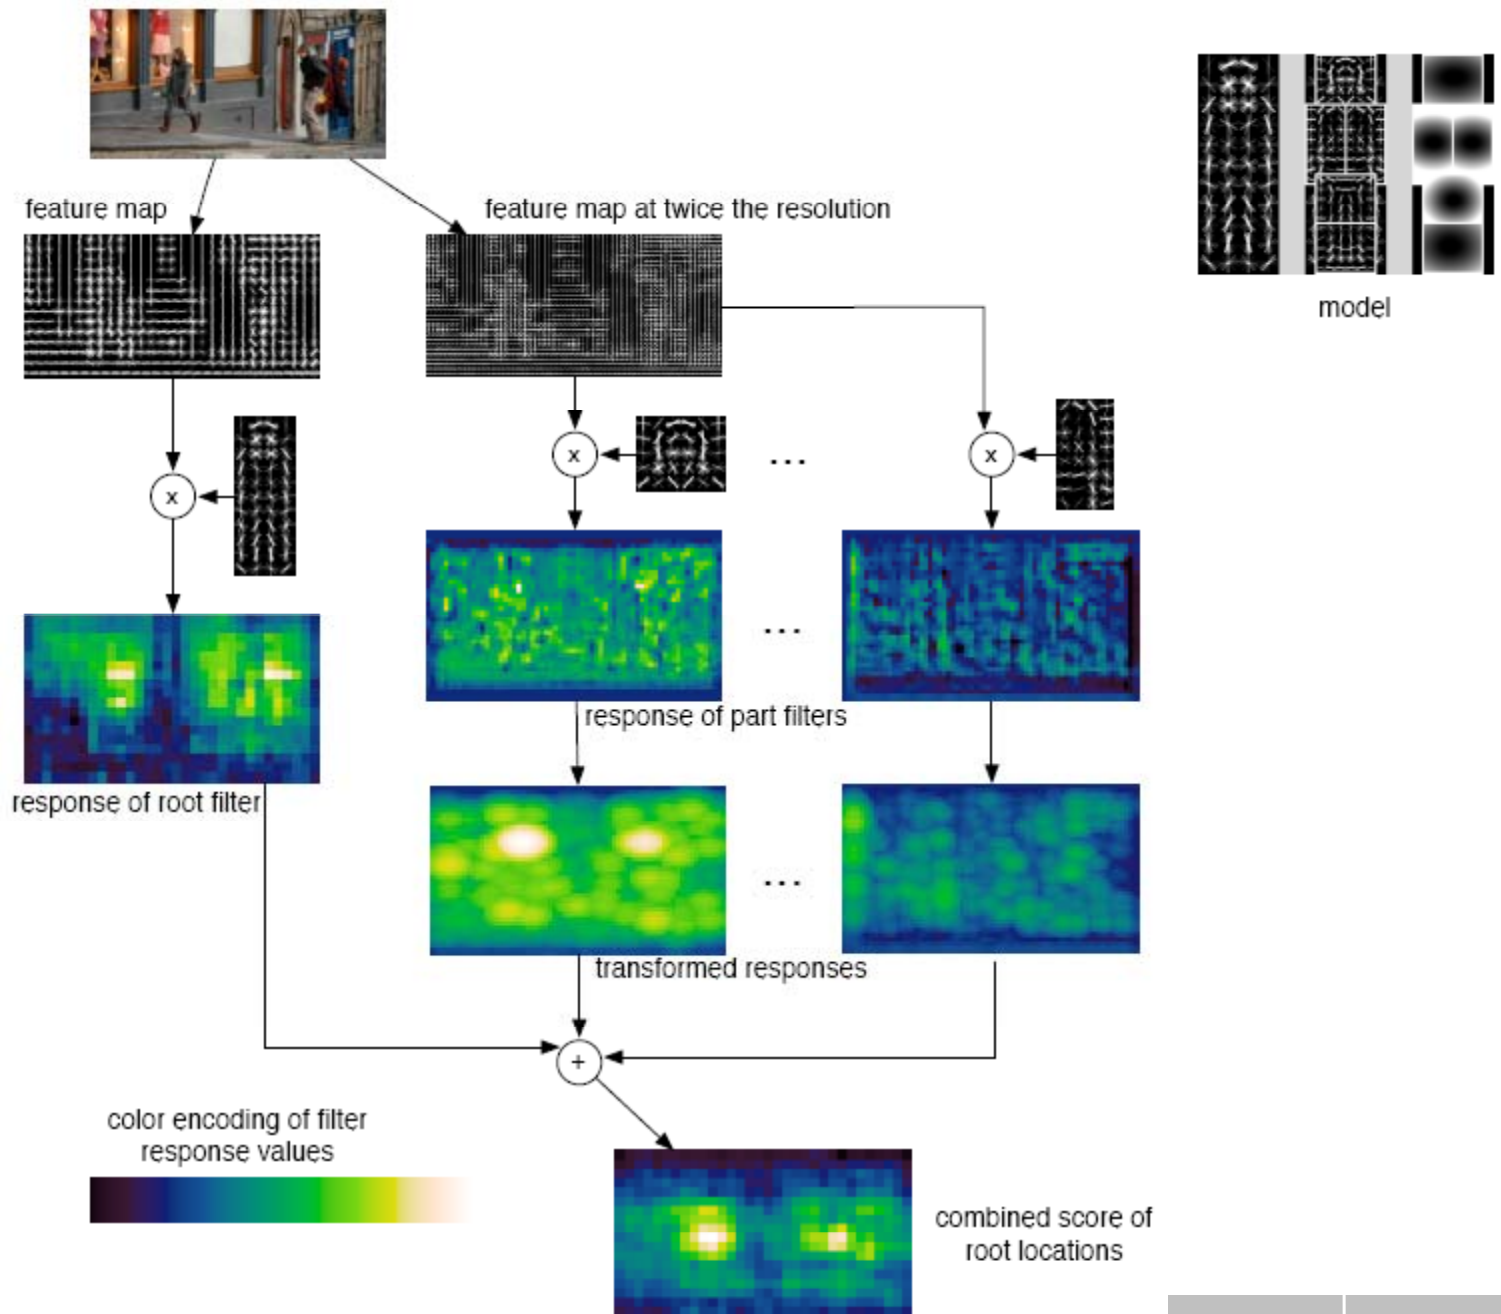 feature map
feature map at twice the resolution
model
x
x
x
...
...
response of part filters
response of root filter
...
transformed responses
+
color encoding of filter
response values
combined score of
root locations